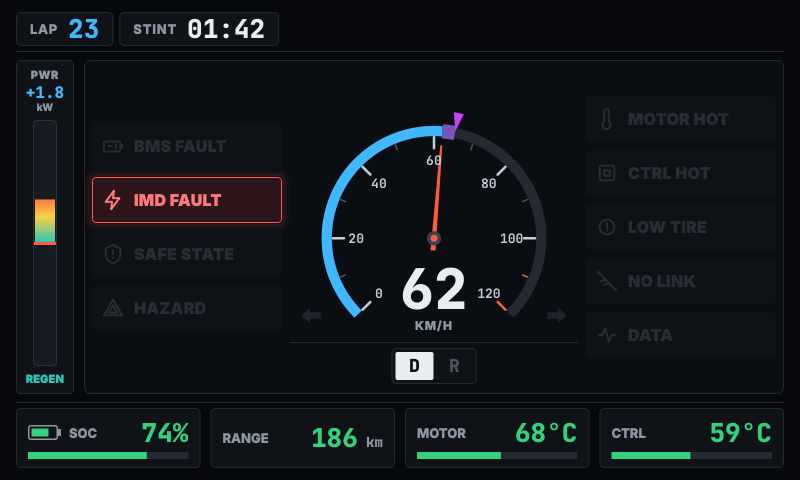 LAP 23 STINT 01:42
PWR
+1.8
kW
REGEN
BMS FAULT
IMD FAULT
SAFE STATE
HAZARD
0 20 40 60 80 100 120
62
KM/H
D R
MOTOR HOT
CTRL HOT
LOW TIRE
NO LINK
DATA
SOC 74%
RANGE 186 km
MOTOR 68°C
CTRL 59°C